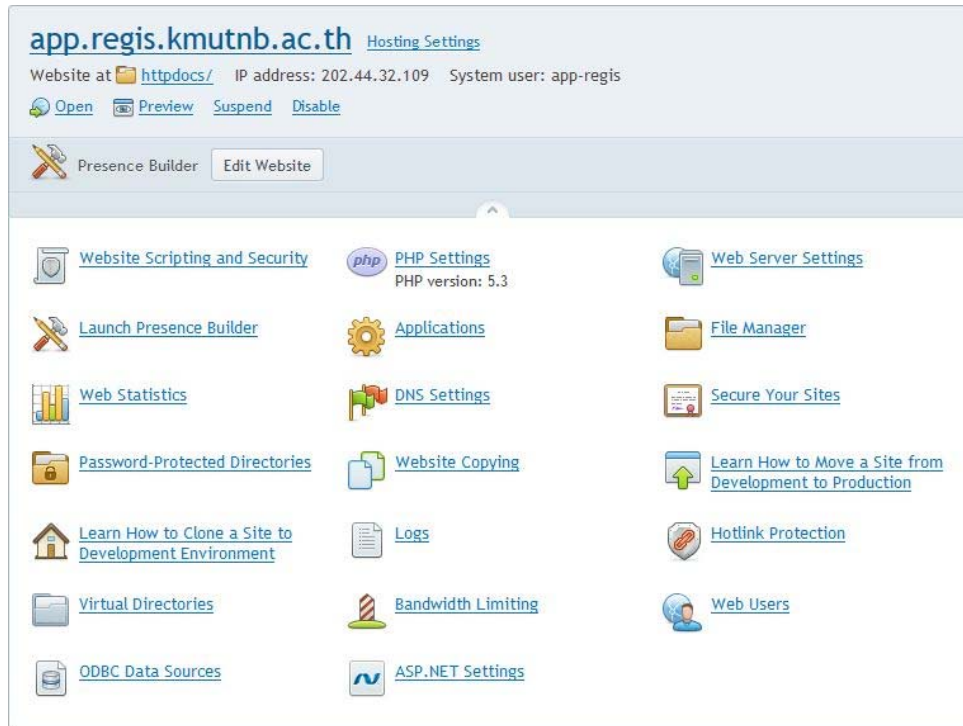 app.regis.kmutnb.ac.th Hosting Settings
Website at httpdocs/ IP address: 202.44.32.109 System user: app-regis
Open Preview Suspend Disable
Presence Builder Edit Website
Website Scripting and Security
php PHP Settings
PHP version: 5.3
Web Server Settings
Launch Presence Builder
Applications
File Manager
Web Statistics
DNS Settings
Secure Your Sites
Password-Protected Directories
Website Copying
Learn How to Move a Site from
Development to Production
Learn How to Clone a Site to
Development Environment
Logs
Hotlink Protection
Virtual Directories
Bandwidth Limiting
Web Users
ODBC Data Sources
ASP.NET Settings